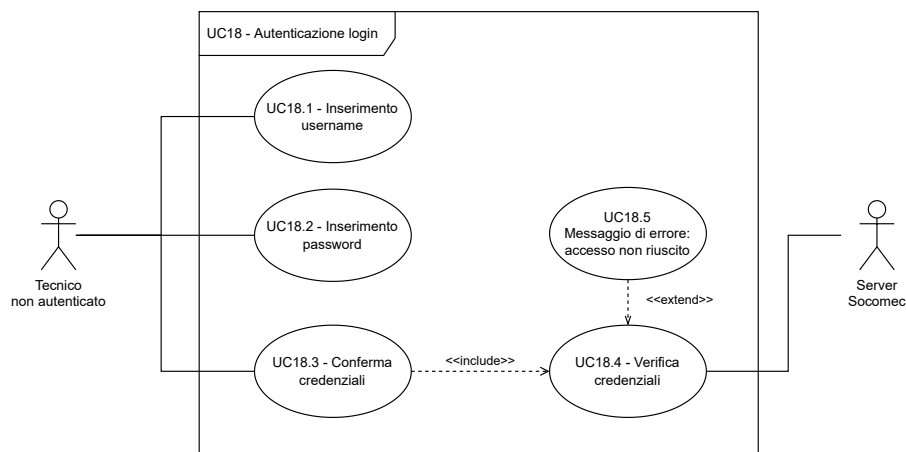 UC18 - Autenticazione login
UC18.1 - Inserimento
username
UC18.2 - Inserimento
password
UC18.5
Messaggio di errore:
accesso non riuscito
Tecnico
non autenticato
Server
Socomec
<<extend>>
UC18.3 - Conferma
credenziali
<<include>>
UC18.4 - Verifica
credenziali